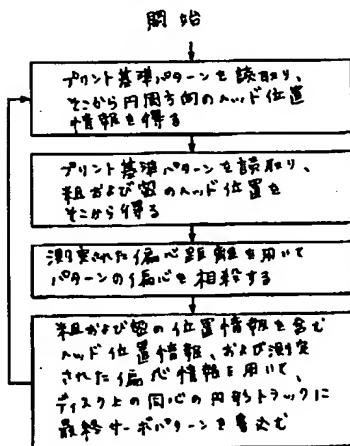 開始
プリント基準パターンを読取り、
そこから円周方向のヘッド位置
情報を得る
プリント基準パターンを読取り、
粗および密のヘッド位置を
そこから得る
測定された偏心距離を用いて
パターンの偏心を相殺する
粗および密の位置情報を含む
ヘッド位置情報、および測定
された偏心情報を用いて、
ディスク上の同心の円形トラックに
最終サーボパターンを書込む